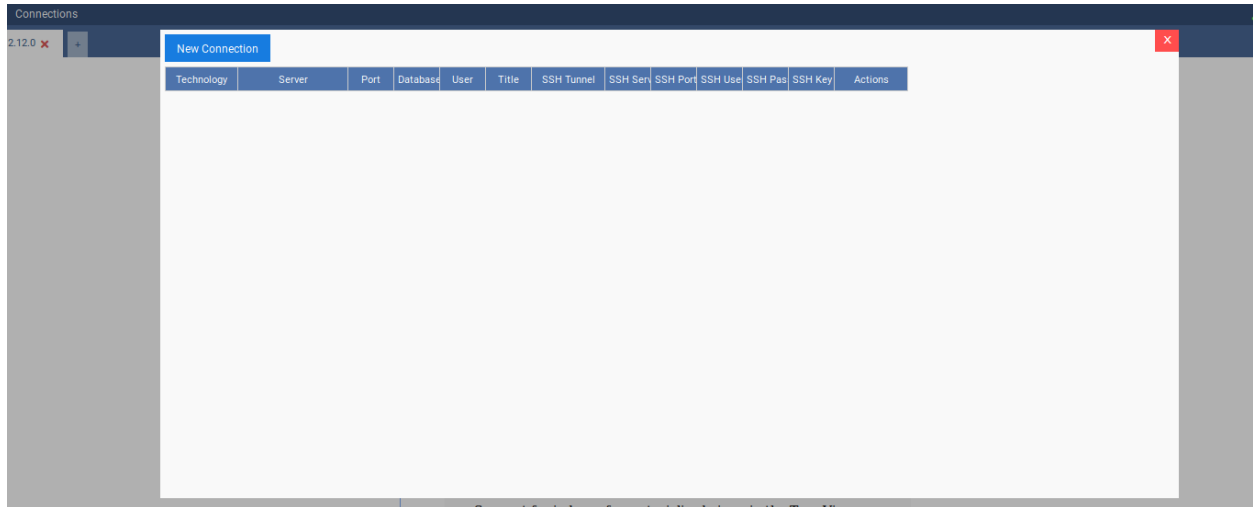 Connections
2.12.0 x +
New Connection
X
Technology Server Port Database User Title SSH Tunnel SSH Serv SSH Port SSH Use SSH Pas SSH Key Actions